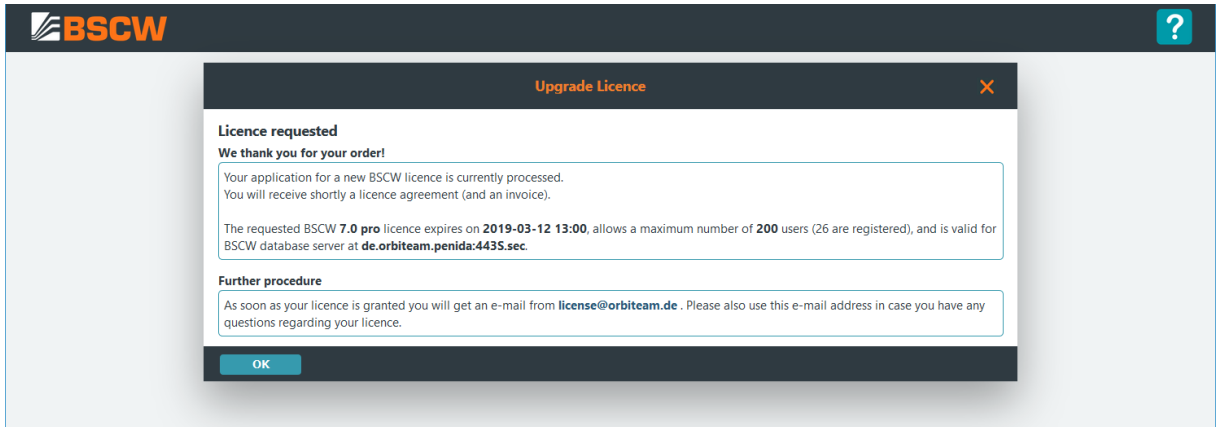 BSCW
?
Upgrade Licence
Licence requested
We thank you for your order!
Your application for a new BSCW licence is currently processed.
You will receive shortly a licence agreement (and an invoice).
The requested BSCW 7.0 pro licence expires on 2019-03-12 13:00, allows a maximum number of 200 users (26 are registered), and is valid for
BSCW database server at de.orbiteam.penida:443S.sec.
Further procedure
As soon as your licence is granted you will get an e-mail from license@orbiteam.de . Please also use this e-mail address in case you have any
questions regarding your licence.
OK